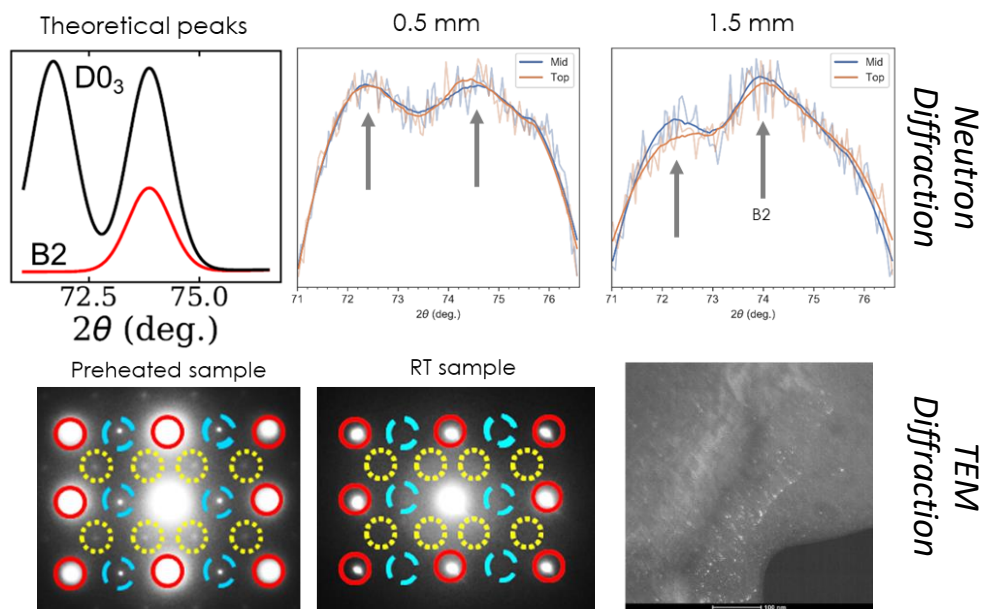 Theoretical peaks
0.5 mm
1.5 mm
D0₃
B2
72.5 75.0
2θ (deg.)
Mid
Top
71 72 73 74 75 76
2θ (deg.)
Mid
Top
B2
71 72 73 74 75 76
2θ (deg.)
Neutron
Diffraction
Preheated sample
RT sample
100 nm
TEM
Diffraction